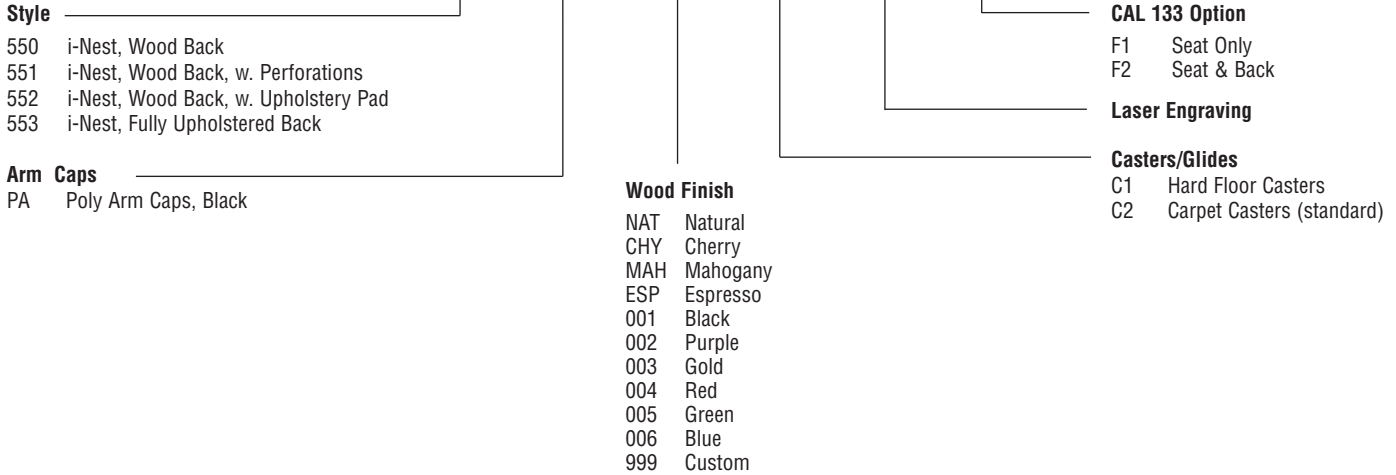 Style
550 i-Nest, Wood Back
551 i-Nest, Wood Back, w. Perforations
552 i-Nest, Wood Back, w. Upholstery Pad
553 i-Nest, Fully Upholstered Back
Arm Caps
PA Poly Arm Caps, Black
Wood Finish
NAT Natural
CHY Cherry
MAH Mahogany
ESP Espresso
001 Black
002 Purple
003 Gold
004 Red
005 Green
006 Blue
999 Custom
CAL 133 Option
F1 Seat Only
F2 Seat & Back
Laser Engraving
Casters/Glides
C1 Hard Floor Casters
C2 Carpet Casters (standard)